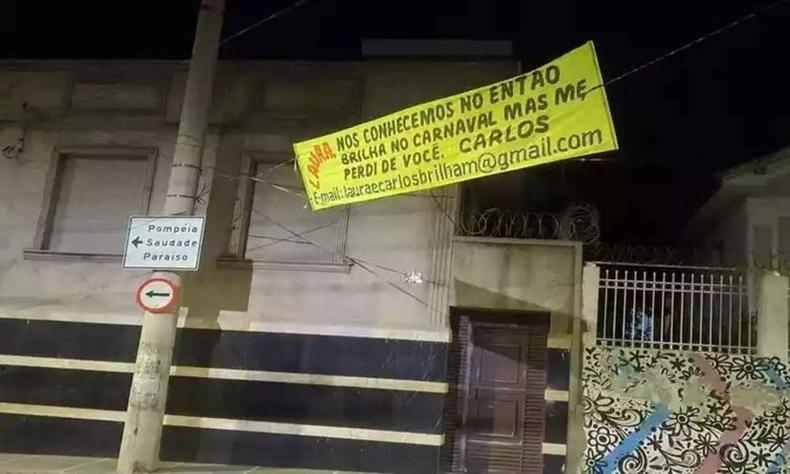 LAURA NOS CONHECEMOS NO ENTÃO
BRILHA NO CARNAVAL MAS ME
PERDI DE VOCÊ. CARLOS
E-mail: lauraecarlosbrilham@gmail.com
Pompéia
Saudade
Paraiso